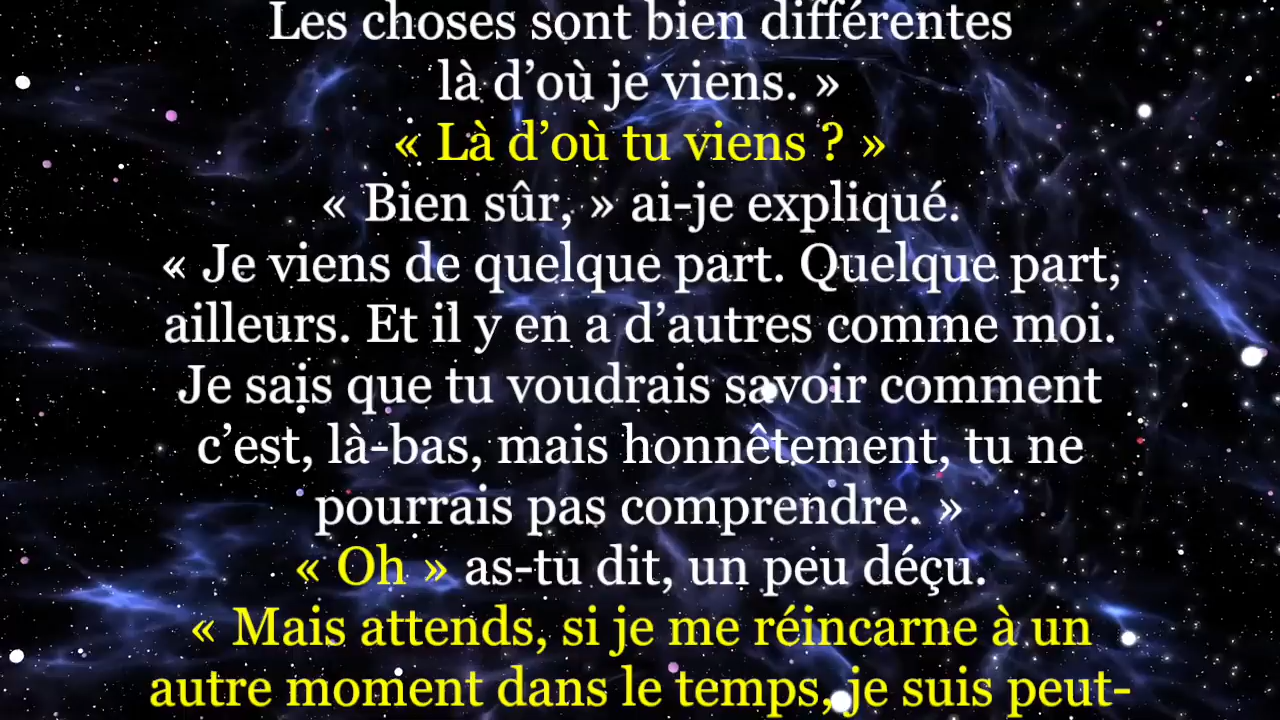 Les choses sont bien différentes
là d’où je viens. »
« Là d’où tu viens ? »
« Bien sûr, » ai-je expliqué.
« Je viens de quelque part. Quelque part,
ailleurs. Et il y en a d’autres comme moi.
Je sais que tu voudrais savoir comment
c’est, là-bas, mais honnêtement, tu ne
pourrais pas comprendre. »
« Oh » as-tu dit, un peu déçu.
« Mais attends, si je me réincarne à un
autre moment dans le temps, je suis peut-